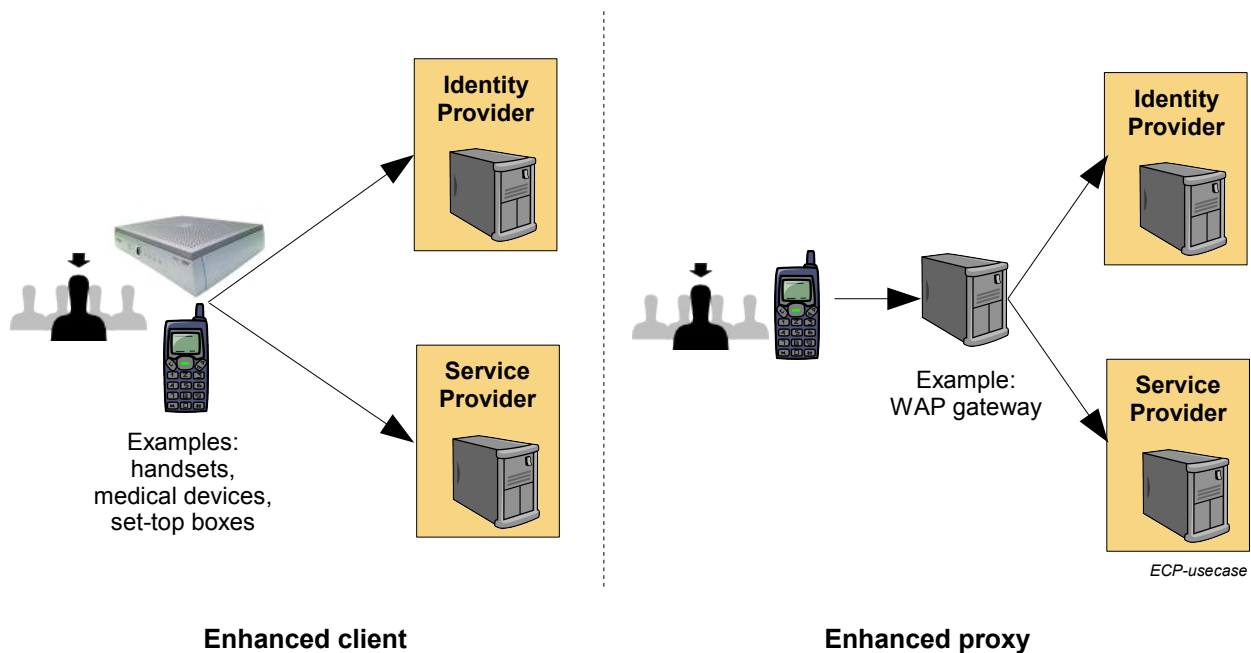 Identity
Provider
Service
Provider
Examples:
handsets,
medical devices,
set-top boxes
Enhanced client
Identity
Provider
Example:
WAP gateway
Service
Provider
ECP-usecase
Enhanced proxy